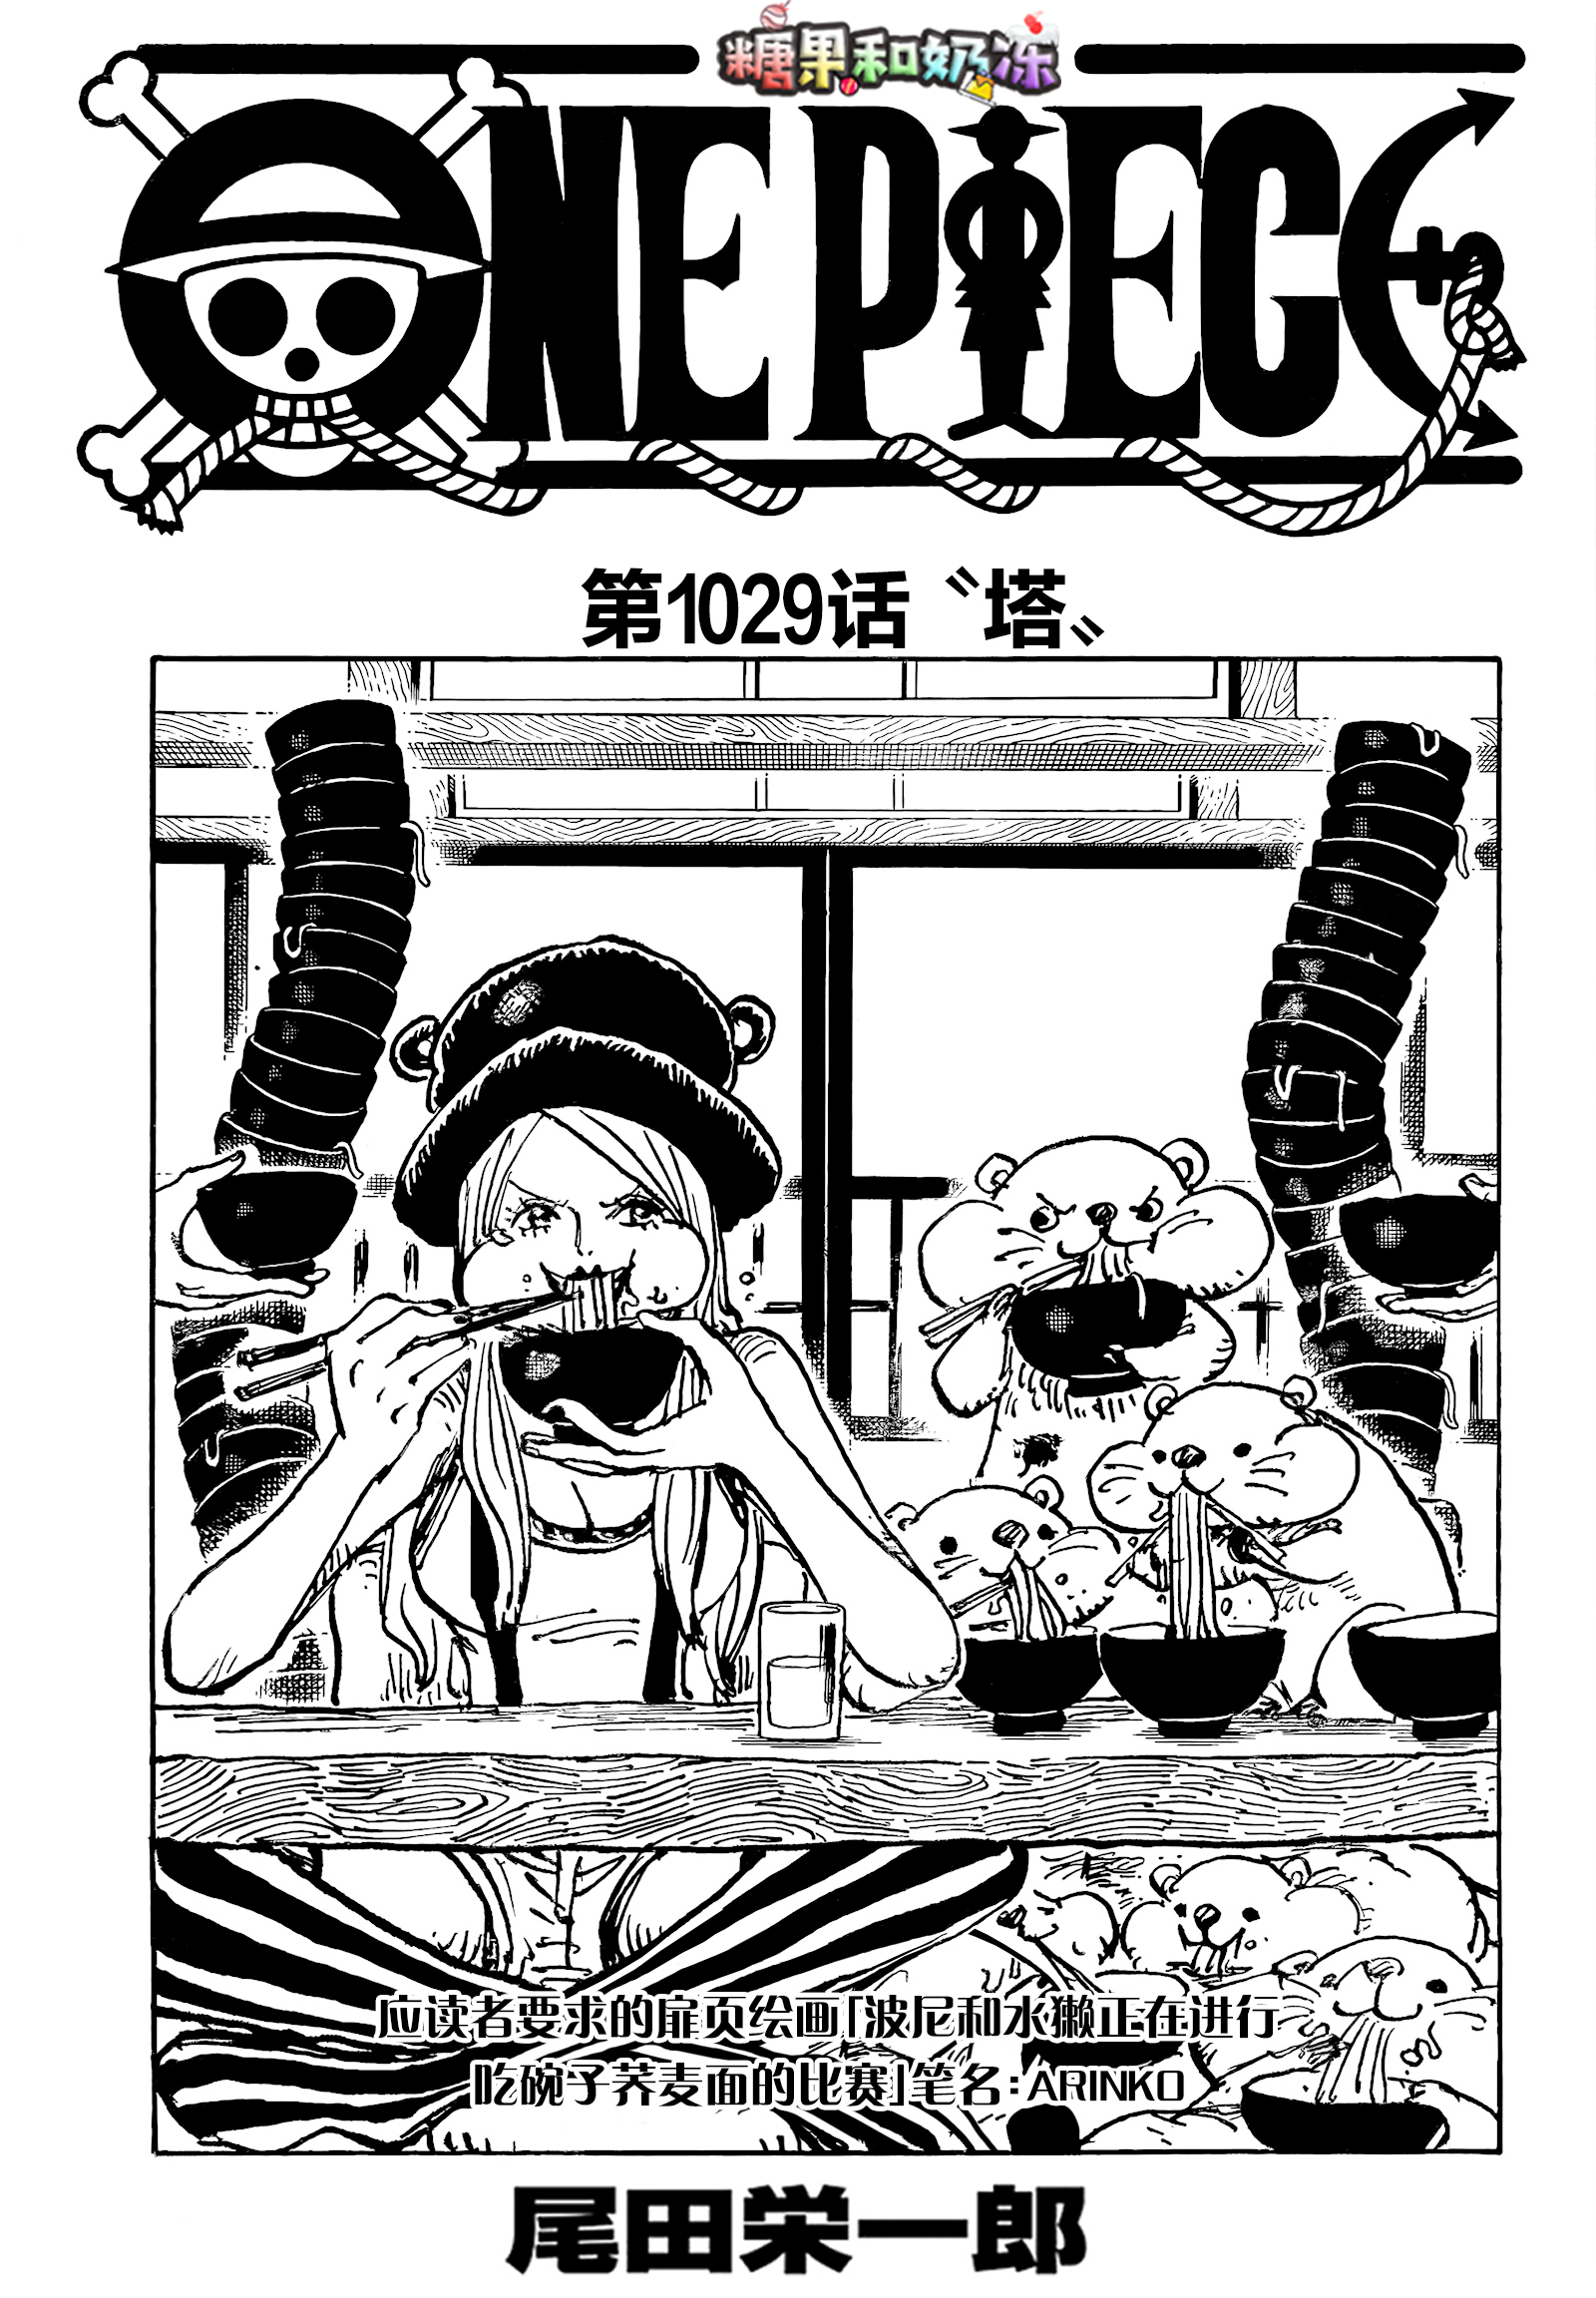 糖果和奶冻
ONE PIECE
第1029话〝塔〟
应读者要求的扉页绘画「波尼和水獭正在进行
吃碗子荞麦面的比赛」笔名:ARINKO
尾田栄一郎